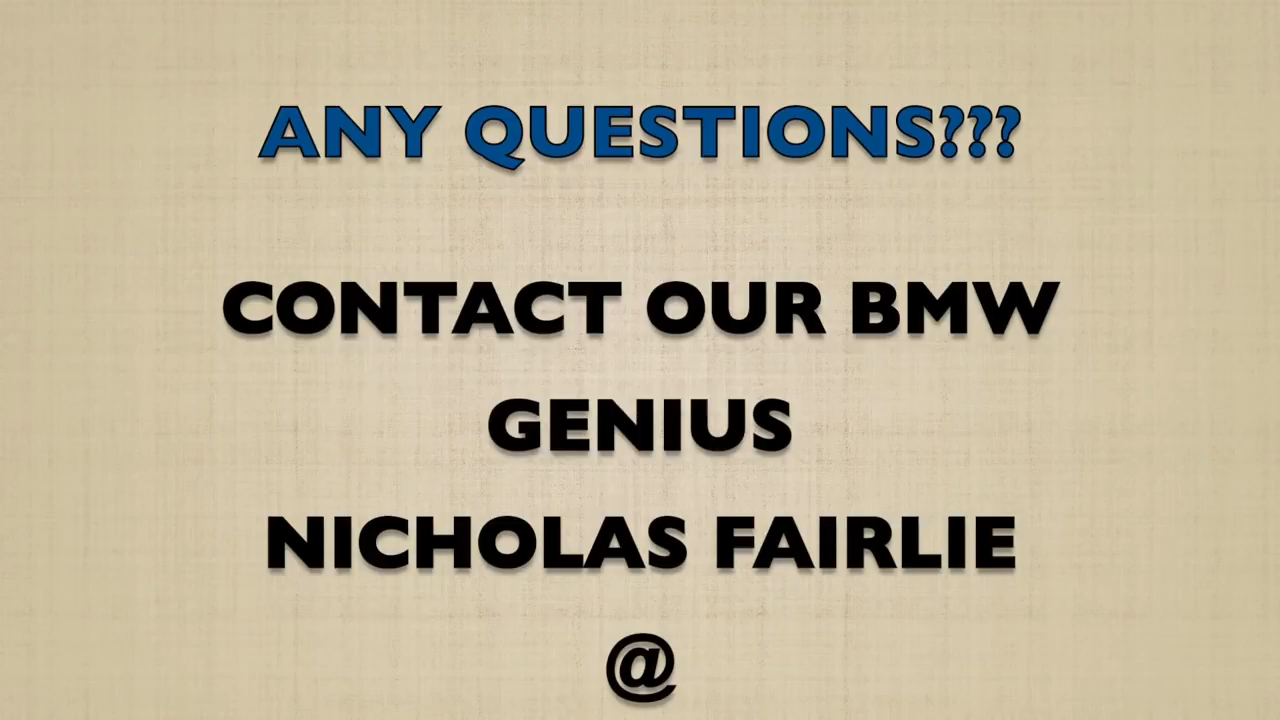 ANY QUESTIONS???
CONTACT OUR BMW
GENIUS
NICHOLAS FAIRLIE
@